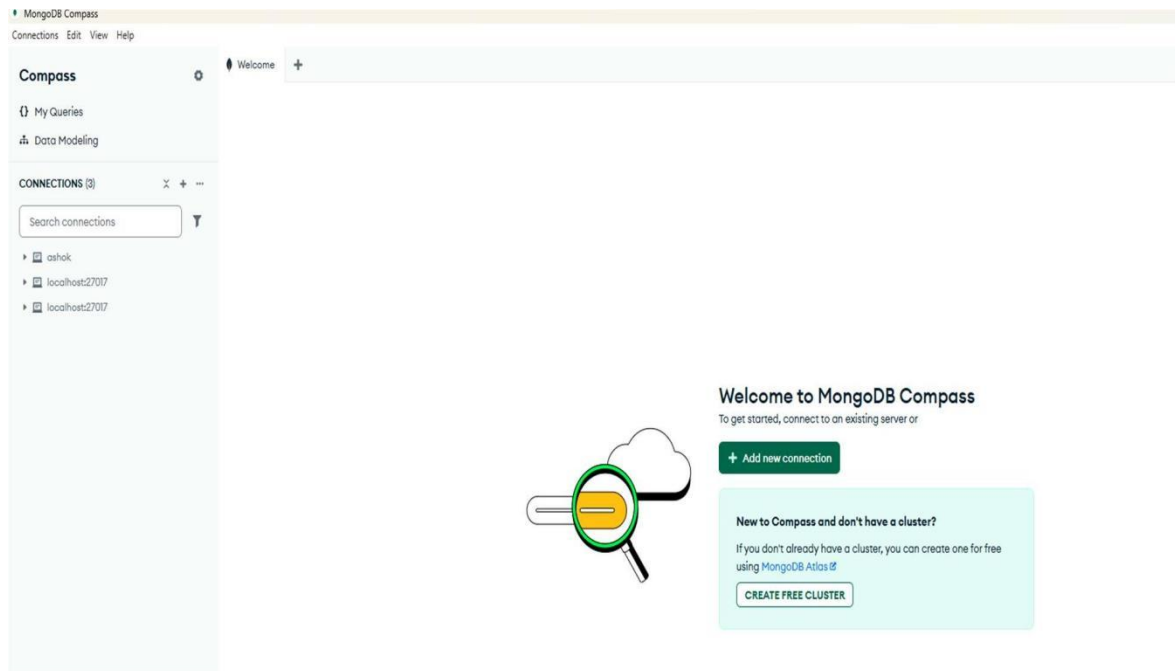 MongoDB Compass
Connections Edit View Help
Compass
Welcome
My Queries
Data Modeling
CONNECTIONS (3)
Search connections
ashok
localhost:27017
localhost:27017
Welcome to MongoDB Compass
To get started, connect to an existing server or
+ Add new connection
New to Compass and don't have a cluster?
If you don't already have a cluster, you can create one for free
using MongoDB Atlas
CREATE FREE CLUSTER